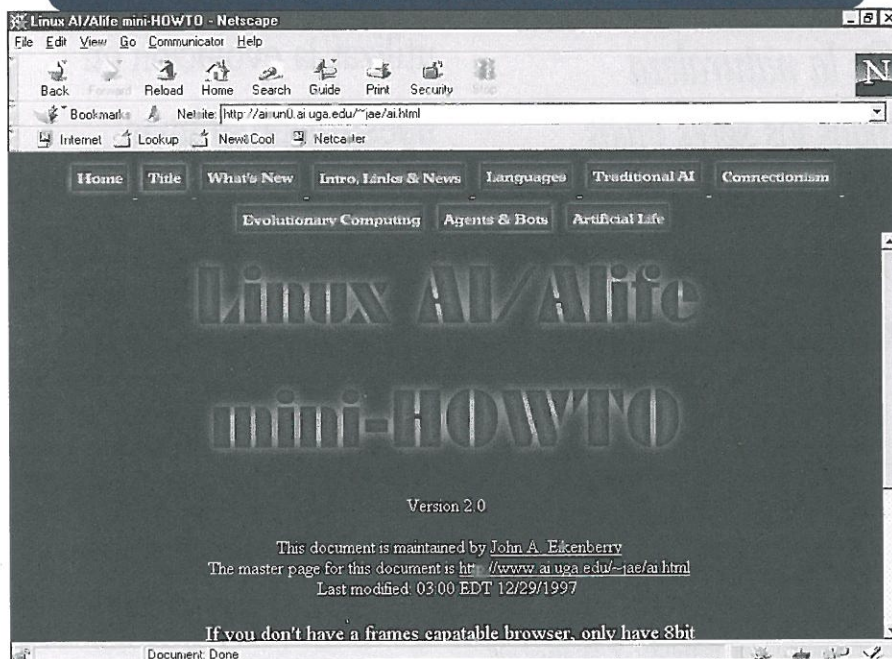 Linux AI/Alife mini-HOWTO - Netscape
File Edit View Go Communicator Help
Back Forward Reload Home Search Guide Print Security Stop
N
Bookmarks Netsite: http://ai.un0.ai.uga.edu/~jae/ai.html
Internet Lookup New&Cool Netcaster
Home Title What's New Intro, Links & News Languages Traditional AI Connectionism
Evolutionary Computing Agents & Bots Artificial Life
Linux AI/Alife
mini-HOWTO
Version 2.0
This document is maintained by John A. Eikenberry
The master page for this document is http://www.ai.uga.edu/~jae/ai.html
Last modified: 03:00 EDT 12/29/1997
If you don't have a frames capatable browser, only have 8bit
Document: Done